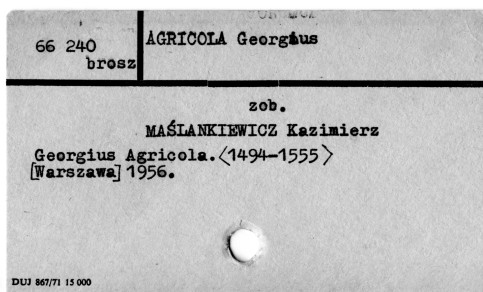 66 240
brosz
AGRICOLA Georgius
zob.
MAŚLANKIEWICZ Kazimierz
Georgius Agricola.<1494-1555>
[Warszawa] 1956.
DUJ 867/71 15 000